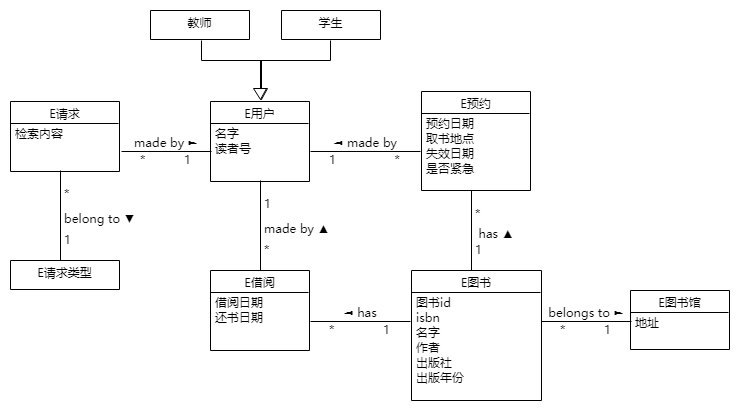 教师
学生
E请求
检索内容
E用户
名字
读者号
E预约
预约日期
取书地点
失效日期
是否紧急
made by ►
* 1
◄ made by
1 *
*
belong to ▼
1
1
made by ▲
*
*
has ▲
1
E请求类型
E借阅
借阅日期
还书日期
◄ has
* 1
E图书
图书id
isbn
名字
作者
出版社
出版年份
belongs to ►
* 1
E图书馆
地址